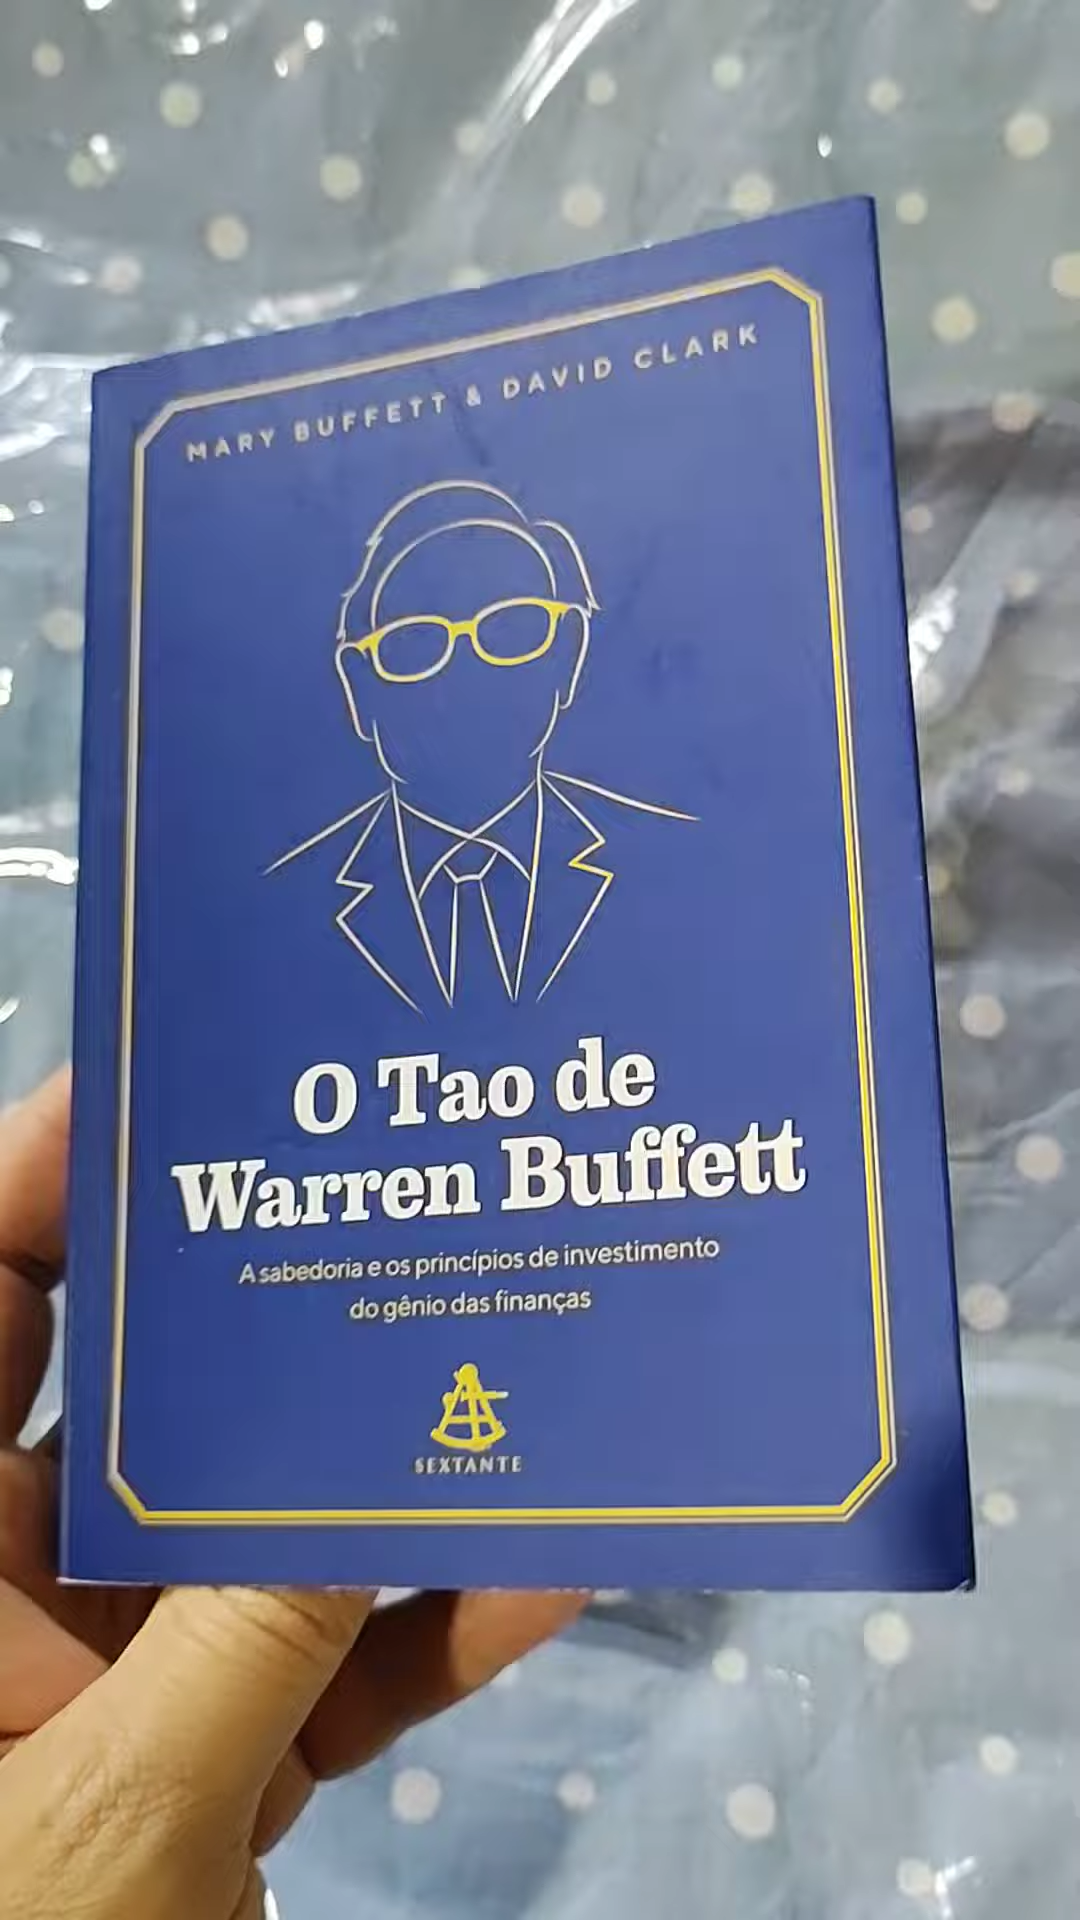 MARY BUFFETT & DAVID CLARK
O Tao de
Warren Buffett
A sabedoria e os princípios de investimento
do gênio das finanças
SEXTANTE